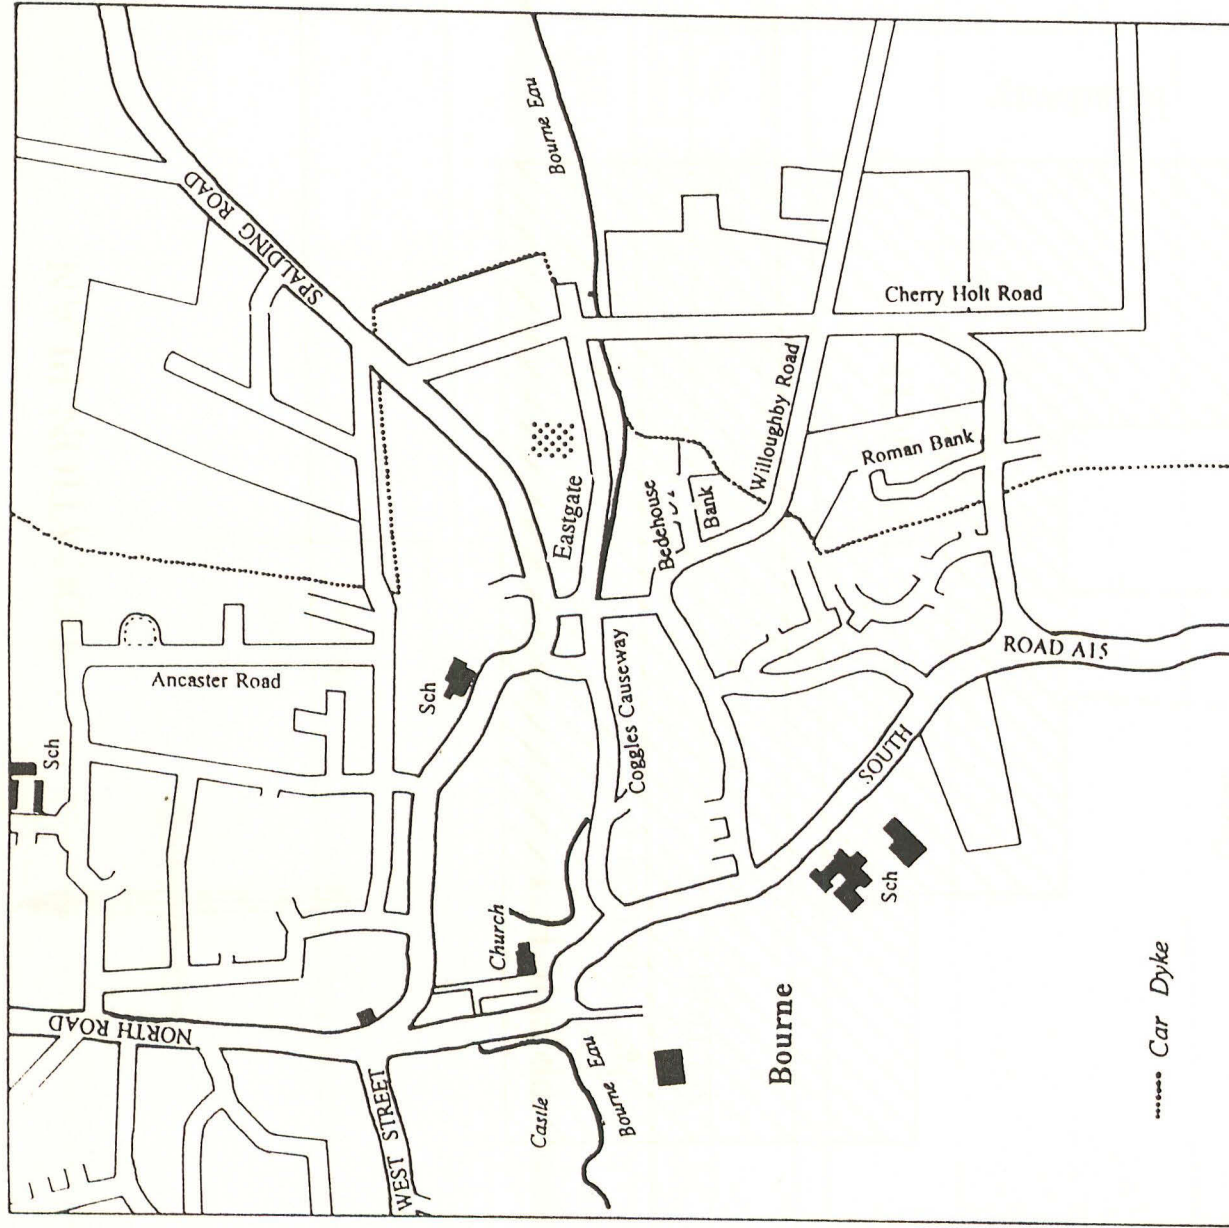 Bourne Eau
SPALDING ROAD
Cherry Holt Road
Willoughby Road
Roman Bank
Eastgate
Bedehouse
Bank
ROAD A15
Ancaster Road
Sch
Sch
Coggles Causeway
SOUTH
Sch
Church
NORTH ROAD
Bourne
WEST STREET
Castle
Bourne Eau
Car Dyke